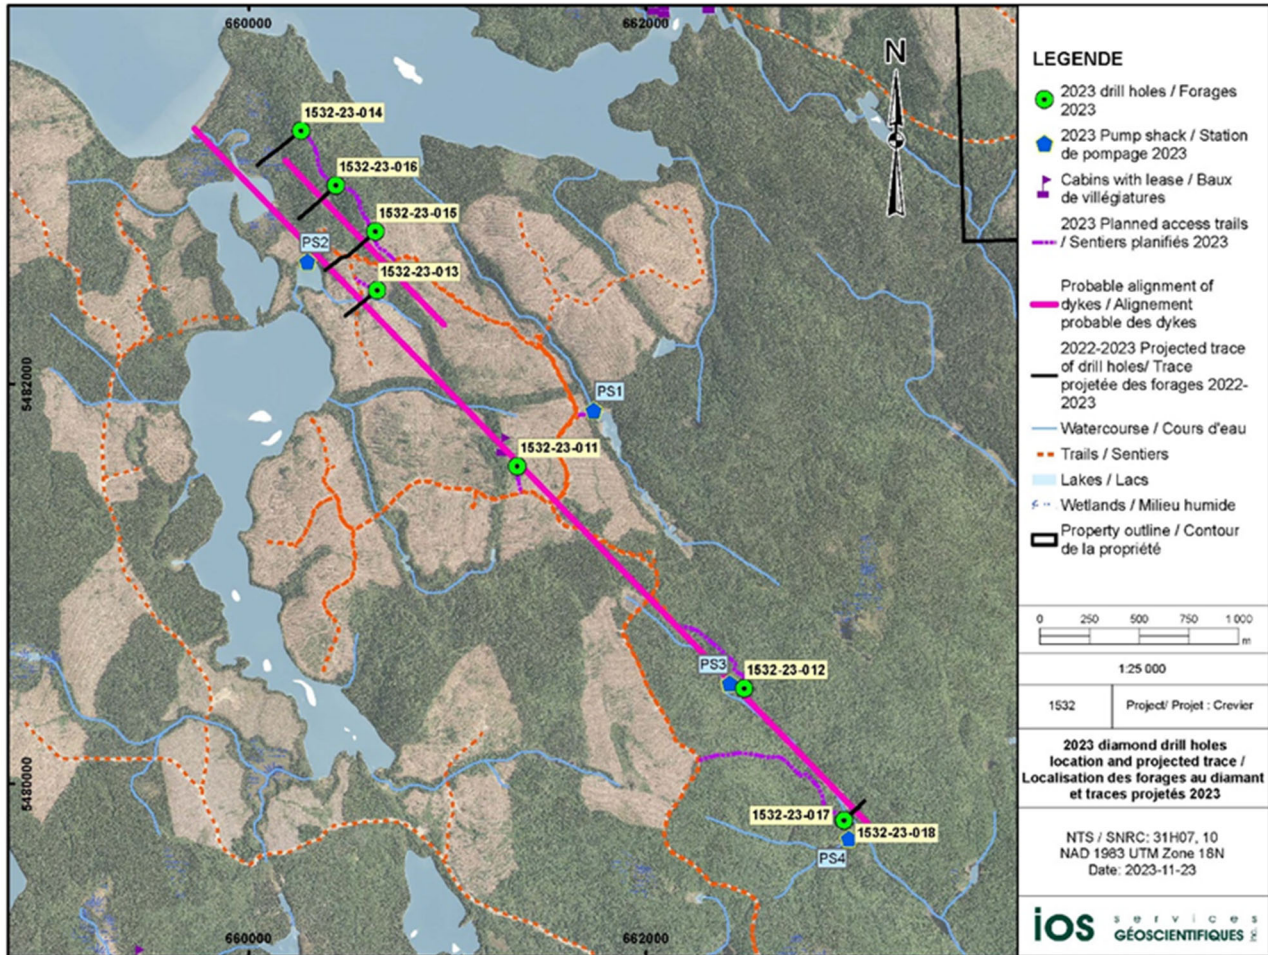 660000
662000
N
1532-23-014
1532-23-016
1532-23-015
PS2
1532-23-013
5482000
PS1
1532-23-011
PS3
1532-23-012
5480000
1532-23-017
1532-23-018
PS4
660000
662000
LEGENDE
2023 drill holes / Forages
2023
2023 Pump shack / Station
de pompage 2023
Cabins with lease / Baux
de villégiatures
2023 Planned access trails
/ Sentiers planifiés 2023
Probable alignment of
dykes / Alignement
probable des dykes
2022-2023 Projected trace
of drill holes/ Trace
projetée des forages 2022-
2023
Watercourse / Cours d'eau
Trails / Sentiers
Lakes / Lacs
Wetlands / Milieu humide
Property outline / Contour
de la propriété
0 250 500 750 1 000
m
1:25 000
1532 Project/ Projet : Crevier
2023 diamond drill holes
location and projected trace /
Localisation des forages au diamant
et traces projetés 2023
NTS / SNRC: 31H07, 10
NAD 1983 UTM Zone 18N
Date: 2023-11-23
ios services
GÉOSCIENTIFIQUES inc.